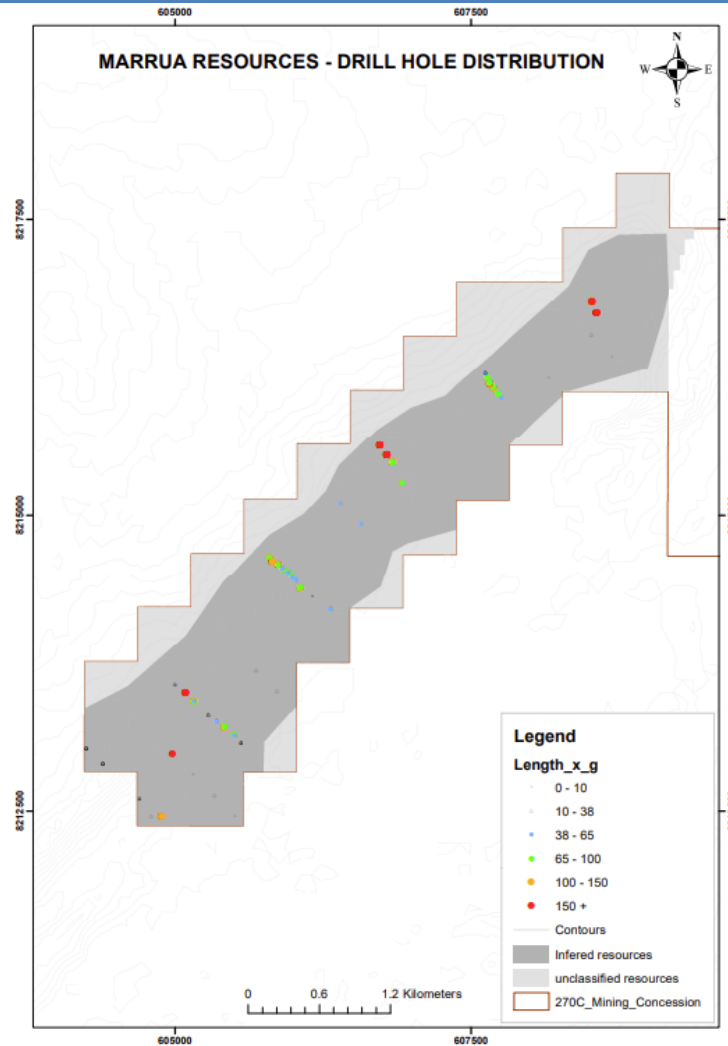 605000
607500
MARRUA RESOURCES - DRILL HOLE DISTRIBUTION
N
W E
S
8217500
8215000
8212500
Legend
Length_x_g
0 - 10
10 - 38
38 - 65
65 - 100
100 - 150
150 +
Contours
Infered resources
unclassified resources
270C_Mining_Concession
0 0.6 1.2 Kilometers
605000
607500